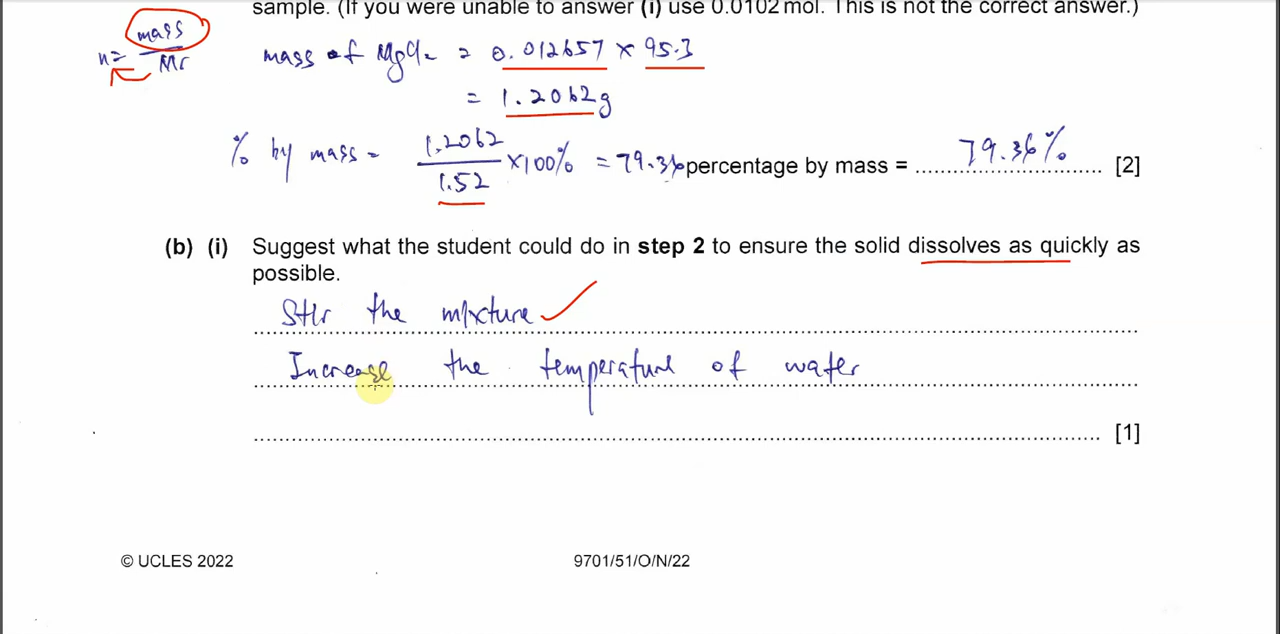 sample. (If you were unable to answer (i) use 0.0102 mol. This is not the correct answer.)
n = mass / Mr
mass of MgCl₂ = 0.012657 × 95.3
= 1.2062g
% by mass = 1.2062 / 1.52 × 100% = 79.36 percentage by mass = 79.36% [2]
(b) (i) Suggest what the student could do in step 2 to ensure the solid dissolves as quickly as
possible.
Stir the mixture ✓
Increase the temperature of water
[1]
© UCLES 2022 9701/51/O/N/22